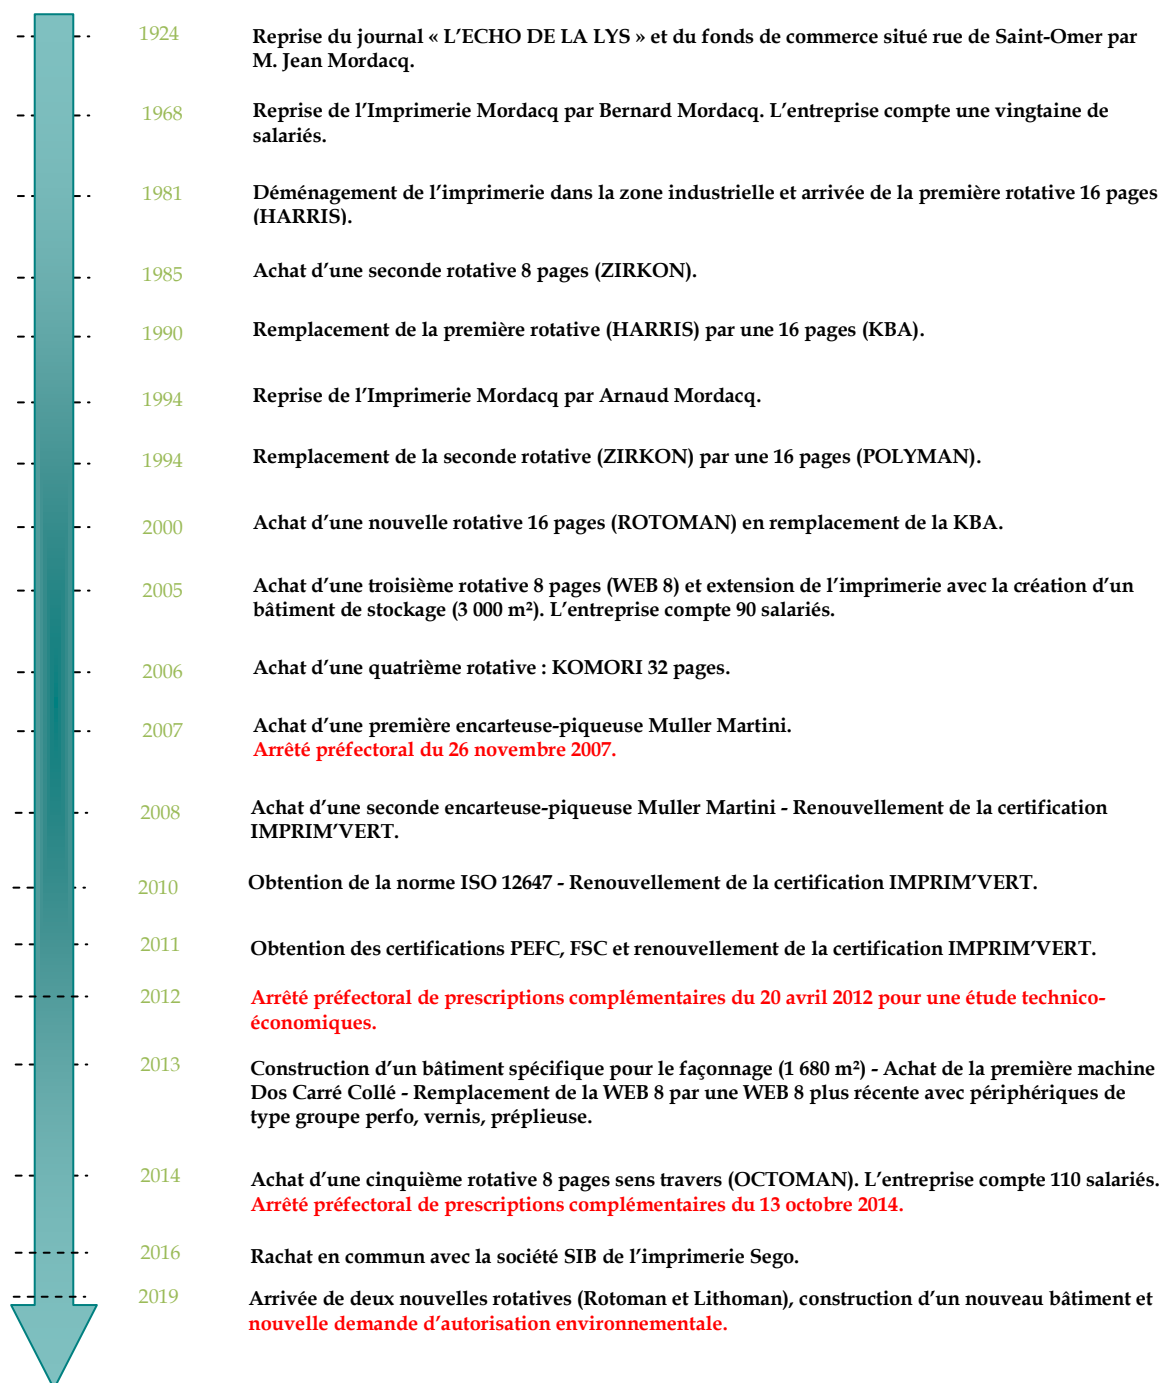 1924
Reprise du journal « L’ECHO DE LA LYS » et du fonds de commerce situé rue de Saint-Omer par
M. Jean Mordacq.
1968
Reprise de l’Imprimerie Mordacq par Bernard Mordacq. L’entreprise compte une vingtaine de
salariés.
1981
Déménagement de l’imprimerie dans la zone industrielle et arrivée de la première rotative 16 pages
(HARRIS).
1985
Achat d’une seconde rotative 8 pages (ZIRKON).
1990
Remplacement de la première rotative (HARRIS) par une 16 pages (KBA).
1994
Reprise de l’Imprimerie Mordacq par Arnaud Mordacq.
1994
Remplacement de la seconde rotative (ZIRKON) par une 16 pages (POLYMAN).
2000
Achat d’une nouvelle rotative 16 pages (ROTOMAN) en remplacement de la KBA.
2005
Achat d’une troisième rotative 8 pages (WEB 8) et extension de l’imprimerie avec la création d’un
bâtiment de stockage (3 000 m²). L’entreprise compte 90 salariés.
2006
Achat d’une quatrième rotative : KOMORI 32 pages.
2007
Achat d’une première encarteuse-piqueuse Muller Martini.
Arrêté préfectoral du 26 novembre 2007.
2008
Achat d’une seconde encarteuse-piqueuse Muller Martini - Renouvellement de la certification
IMPRIM’VERT.
2010
Obtention de la norme ISO 12647 - Renouvellement de la certification IMPRIM’VERT.
2011
Obtention des certifications PEFC, FSC et renouvellement de la certification IMPRIM’VERT.
2012
Arrêté préfectoral de prescriptions complémentaires du 20 avril 2012 pour une étude technico-
économiques.
2013
Construction d’un bâtiment spécifique pour le façonnage (1 680 m²) - Achat de la première machine
Dos Carré Collé - Remplacement de la WEB 8 par une WEB 8 plus récente avec périphériques de
type groupe perfo, vernis, préplieuse.
2014
Achat d’une cinquième rotative 8 pages sens travers (OCTOMAN). L’entreprise compte 110 salariés.
Arrêté préfectoral de prescriptions complémentaires du 13 octobre 2014.
2016
Rachat en commun avec la société SIB de l’imprimerie Sego.
2019
Arrivée de deux nouvelles rotatives (Rotoman et Lithoman), construction d’un nouveau bâtiment et
nouvelle demande d’autorisation environnementale.